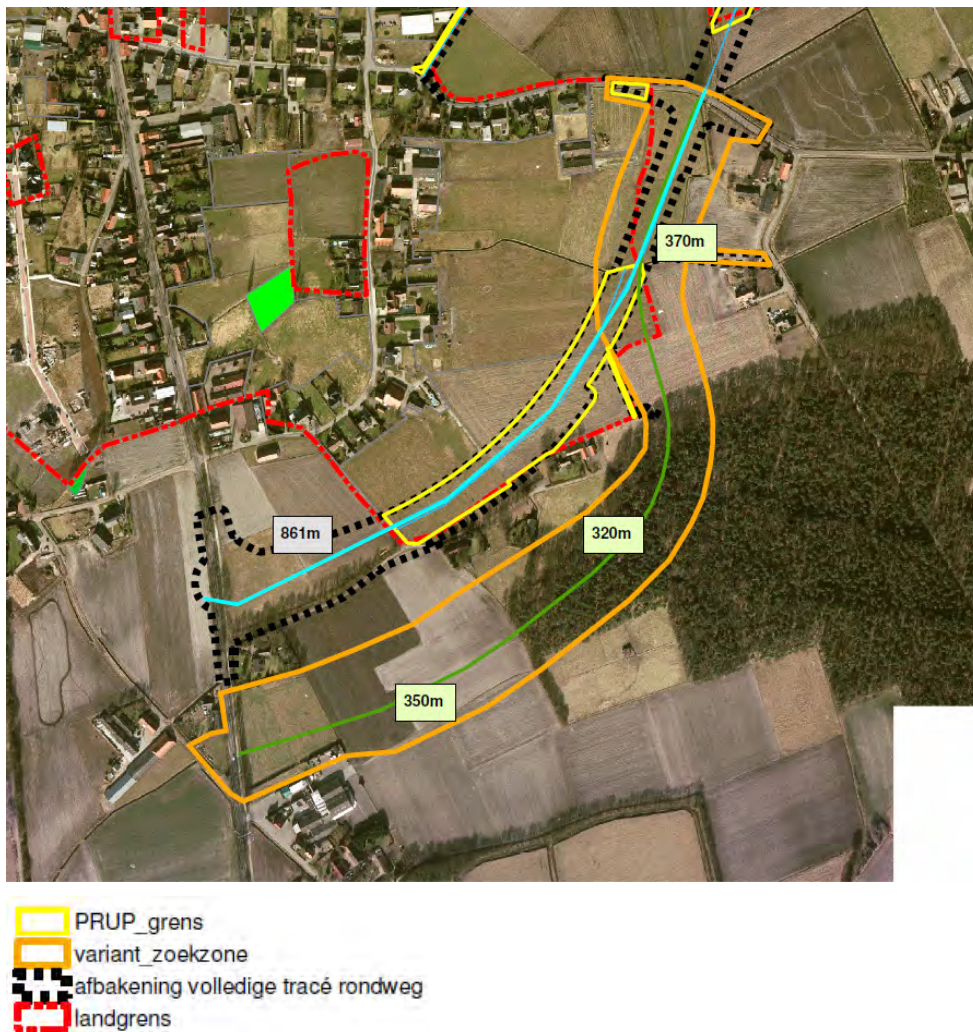 370m
861m
320m
350m
PRUP_grens
variant_zoekzone
afbakening volledige tracé rondweg
landgrens